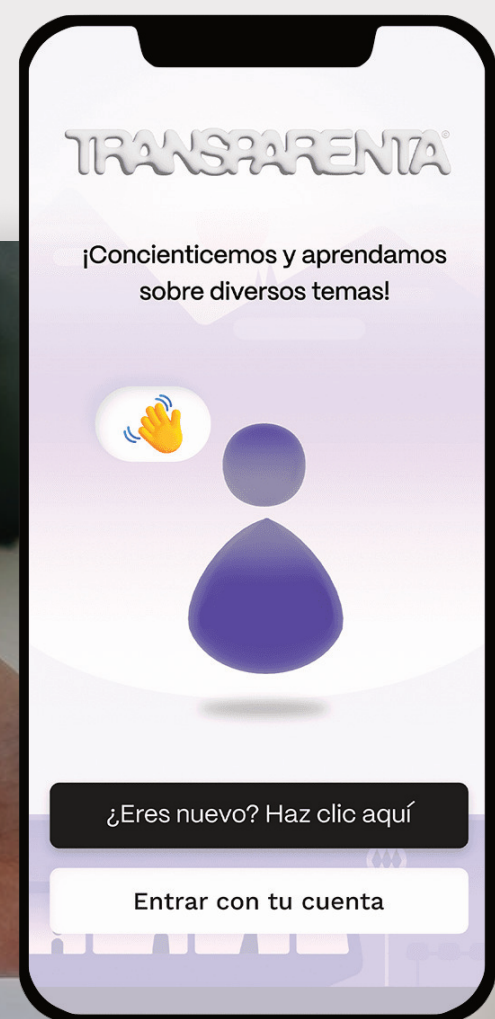 TRANSPARENTA®
¡Concienticemos y aprendamos
sobre diversos temas!
¿Eres nuevo? Haz clic aquí
Entrar con tu cuenta